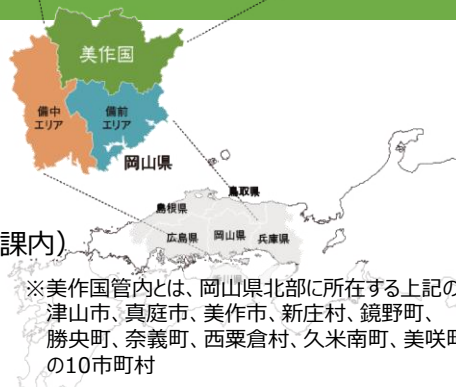 美作国
備中
エリア
備前
エリア
岡山県
鳥取県
島根県
広島県 岡山県 兵庫県
課内)
※美作国管内とは、岡山県北部に所在する上記の
津山市、真庭市、美作市、新庄村、鏡野町、
勝央町、奈義町、西粟倉村、久米南町、美咲町
の10市町村